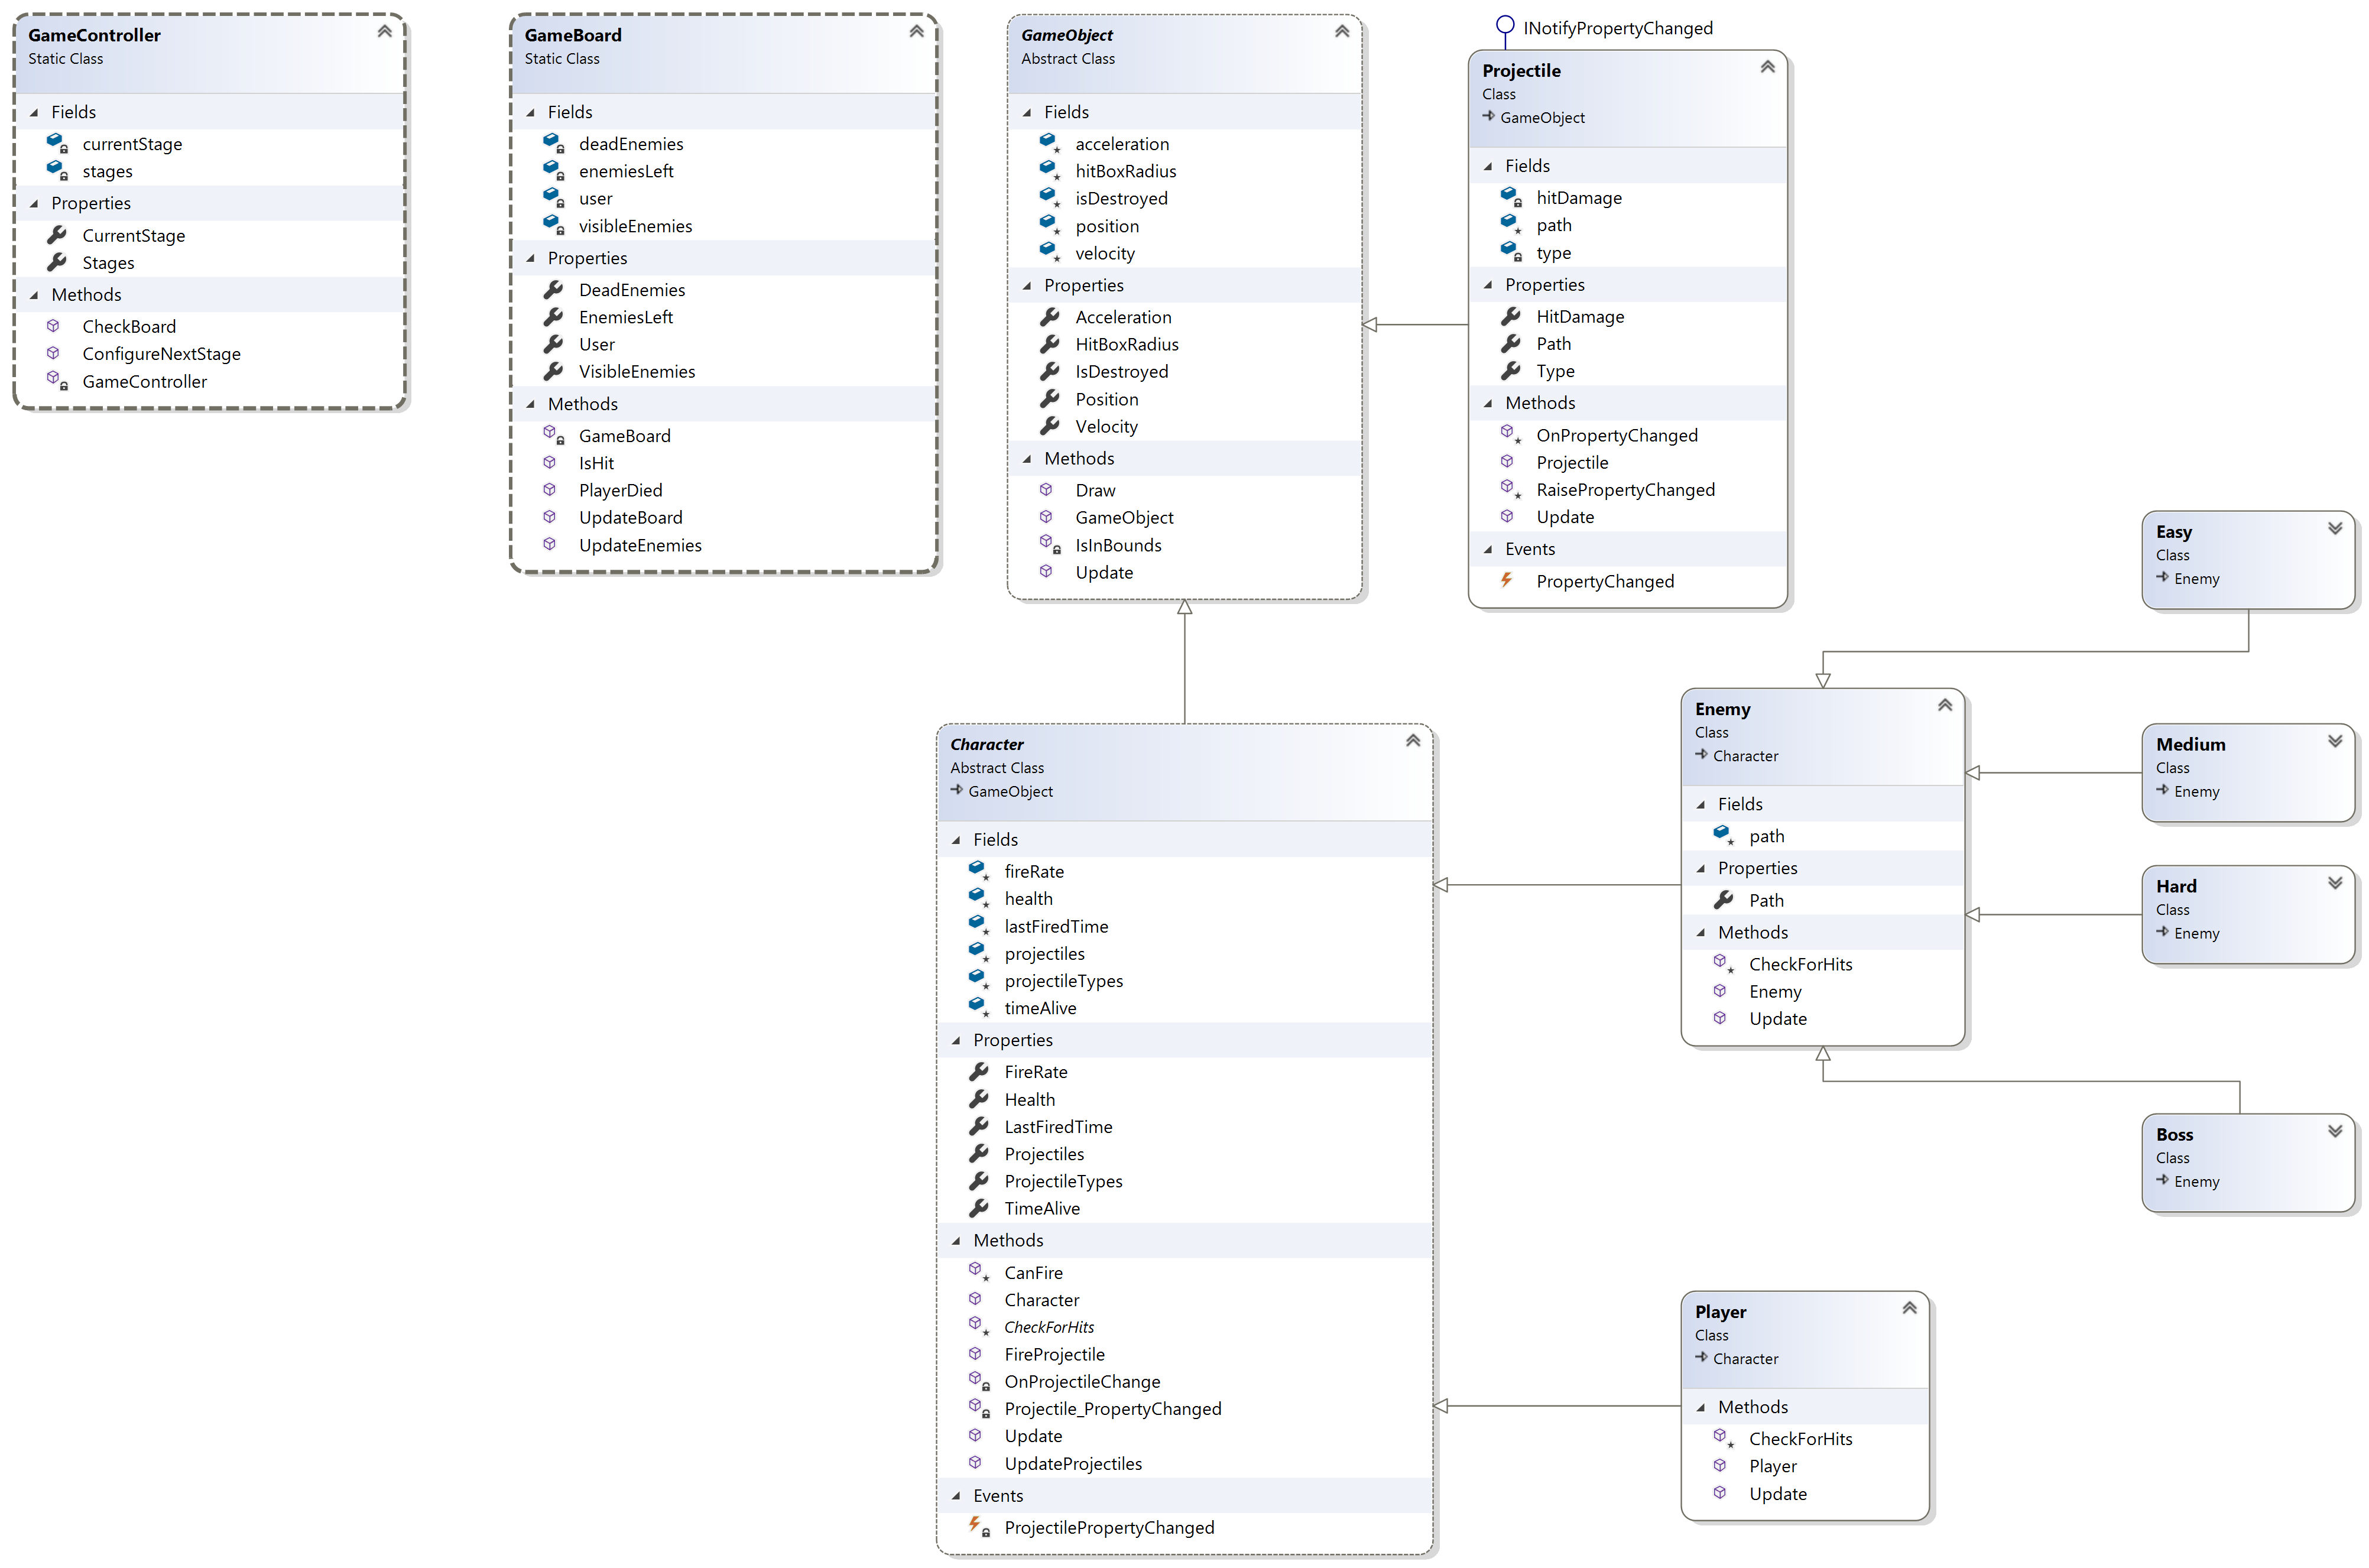 GameController
Static Class
Fields
currentStage
stages
Properties
CurrentStage
Stages
Methods
CheckBoard
ConfigureNextStage
GameController
GameBoard
Static Class
Fields
deadEnemies
enemiesLeft
user
visibleEnemies
Properties
DeadEnemies
EnemiesLeft
User
VisibleEnemies
Methods
GameBoard
IsHit
PlayerDied
UpdateBoard
UpdateEnemies
GameObject
Abstract Class
Fields
acceleration
hitBoxRadius
isDestroyed
position
velocity
Properties
Acceleration
HitBoxRadius
IsDestroyed
Position
Velocity
Methods
Draw
GameObject
IsInBounds
Update
INotifyPropertyChanged
Projectile
Class
GameObject
Fields
hitDamage
path
type
Properties
HitDamage
Path
Type
Methods
OnPropertyChanged
Projectile
RaisePropertyChanged
Update
Events
PropertyChanged
Character
Abstract Class
GameObject
Fields
fireRate
health
lastFiredTime
projectiles
projectileTypes
timeAlive
Properties
FireRate
Health
LastFiredTime
Projectiles
ProjectileTypes
TimeAlive
Methods
CanFire
Character
CheckForHits
FireProjectile
OnProjectileChange
Projectile_PropertyChanged
Update
UpdateProjectiles
Events
ProjectilePropertyChanged
Enemy
Class
Character
Fields
path
Properties
Path
Methods
CheckForHits
Enemy
Update
Player
Class
Character
Methods
CheckForHits
Player
Update
Easy
Class
Enemy
Medium
Class
Enemy
Hard
Class
Enemy
Boss
Class
Enemy